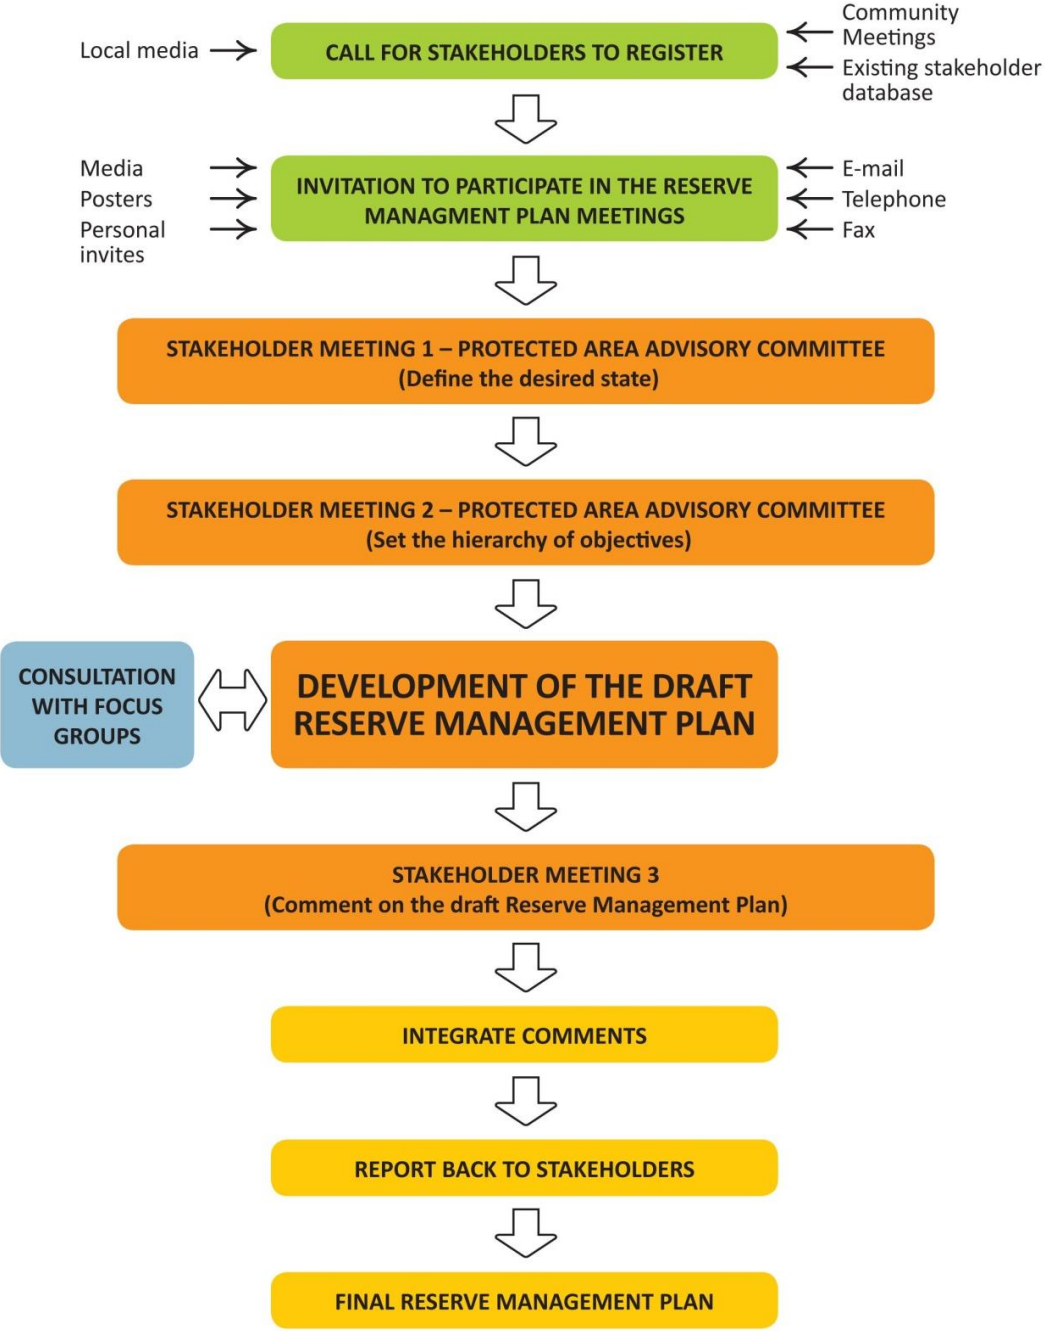 Local media
CALL FOR STAKEHOLDERS TO REGISTER
Community
Meetings
Existing stakeholder
database
Media
Posters
Personal
invites
INVITATION TO PARTICIPATE IN THE RESERVE
MANAGMENT PLAN MEETINGS
E-mail
Telephone
Fax
STAKEHOLDER MEETING 1 – PROTECTED AREA ADVISORY COMMITTEE
(Define the desired state)
STAKEHOLDER MEETING 2 – PROTECTED AREA ADVISORY COMMITTEE
(Set the hierarchy of objectives)
CONSULTATION
WITH FOCUS
GROUPS
DEVELOPMENT OF THE DRAFT
RESERVE MANAGEMENT PLAN
STAKEHOLDER MEETING 3
(Comment on the draft Reserve Management Plan)
INTEGRATE COMMENTS
REPORT BACK TO STAKEHOLDERS
FINAL RESERVE MANAGEMENT PLAN